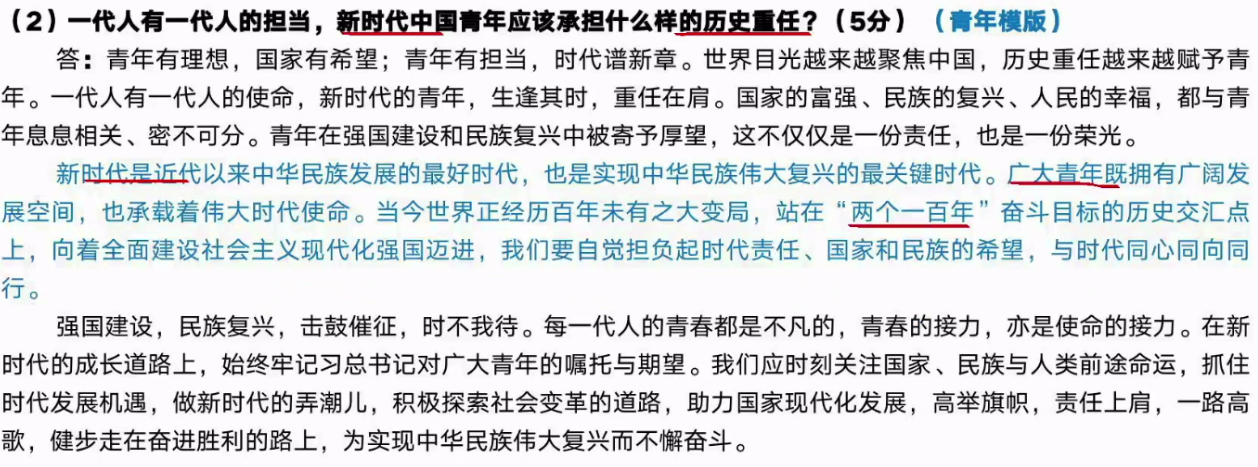 （2）一代人有一代人的担当，新时代中国青年应该承担什么样的历史重任？（5分）（青年模版）
答：青年有理想，国家有希望；青年有担当，时代谱新章。世界目光越来越聚焦中国，历史重任越来越赋予青
年。一代人有一代人的使命，新时代的青年，生逢其时，重任在肩。国家的富强、民族的复兴、人民的幸福，都与青
年息息相关、密不可分。青年在强国建设和民族复兴中被寄予厚望，这不仅仅是一份责任，也是一份荣光。
新时代是近代以来中华民族发展的最好时代，也是实现中华民族伟大复兴的最关键时代。广大青年既拥有广阔发
展空间，也承载着伟大时代使命。当今世界正经历百年未有之大变局，站在“两个一百年”奋斗目标的历史交汇点
上，向着全面建设社会主义现代化强国迈进，我们要自觉担负起时代责任、国家和民族的希望，与时代同心同向同
行。
强国建设，民族复兴，击鼓催征，时不我待。每一代人的青春都是不凡的，青春的接力，亦是使命的接力。在新
时代的成长道路上，始终牢记习总书记对广大青年的嘱托与期望。我们应时刻关注国家、民族与人类前途命运，抓住
时代发展机遇，做新时代的弄潮儿，积极探索社会变革的道路，助力国家现代化发展，高举旗帜，责任上肩，一路高
歌，健步走在奋进胜利的路上，为实现中华民族伟大复兴而不懈奋斗。